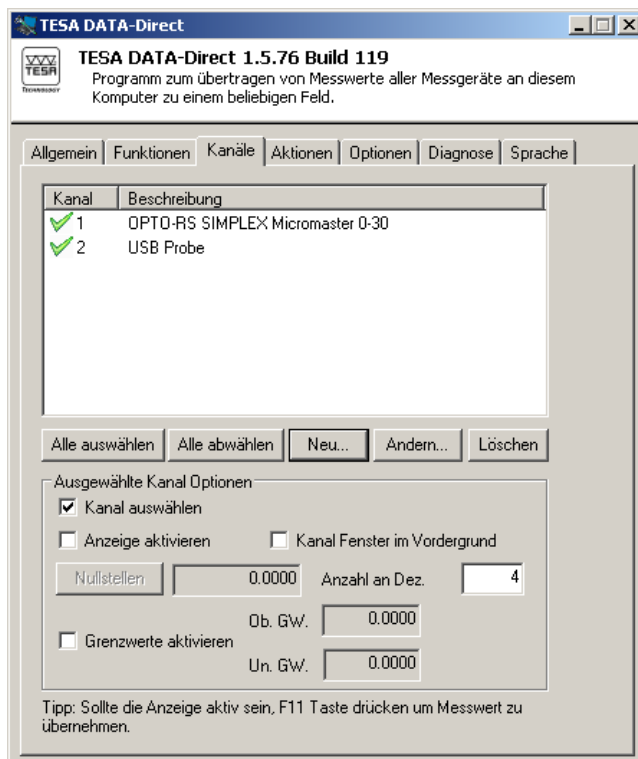 TESA DATA-Direct
TESA
TECHNOLOGY
TESA DATA-Direct 1.5.76 Build 119
Programm zum übertragen von Messwerte aller Messgeräte an diesem
Komputer zu einem beliebigen Feld.
Allgemein Funktionen Kanäle Aktionen Optionen Diagnose Sprache
Kanal Beschreibung
1 OPTO-RS SIMPLEX Micromaster 0-30
2 USB Probe
Alle auswählen Alle abwählen Neu... Andern... Löschen
Ausgewählte Kanal Optionen
Kanal auswählen
Anzeige aktivieren Kanal Fenster im Vordergrund
Nullstellen 0.0000 Anzahl an Dez. 4
Ob. GW. 0.0000
Grenzwerte aktivieren
Un. GW. 0.0000
Tipp: Sollte die Anzeige aktiv sein, F11 Taste drücken um Messwert zu
übernehmen.